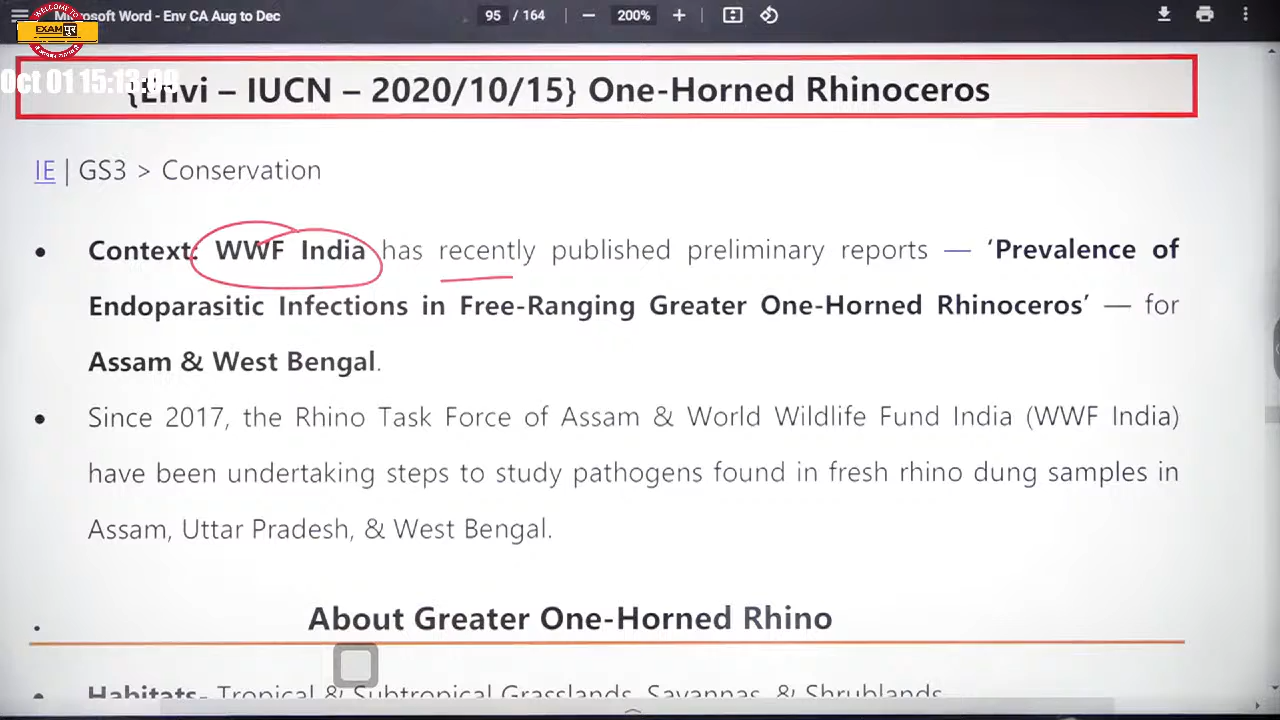 Microsoft Word - Env CA Aug to Dec
95 / 164
200%
WELCOME TO
EXAM पुर
Oct 01 15:13:09
{Envi – IUCN – 2020/10/15} One-Horned Rhinoceros
IE | GS3 > Conservation
Context: WWF India has recently published preliminary reports — ‘Prevalence of
Endoparasitic Infections in Free-Ranging Greater One-Horned Rhinoceros’ — for
Assam & West Bengal.
Since 2017, the Rhino Task Force of Assam & World Wildlife Fund India (WWF India)
have been undertaking steps to study pathogens found in fresh rhino dung samples in
Assam, Uttar Pradesh, & West Bengal.
About Greater One-Horned Rhino
Habitats- Tropical & Subtropical Grasslands, Savannas, & Shrublands